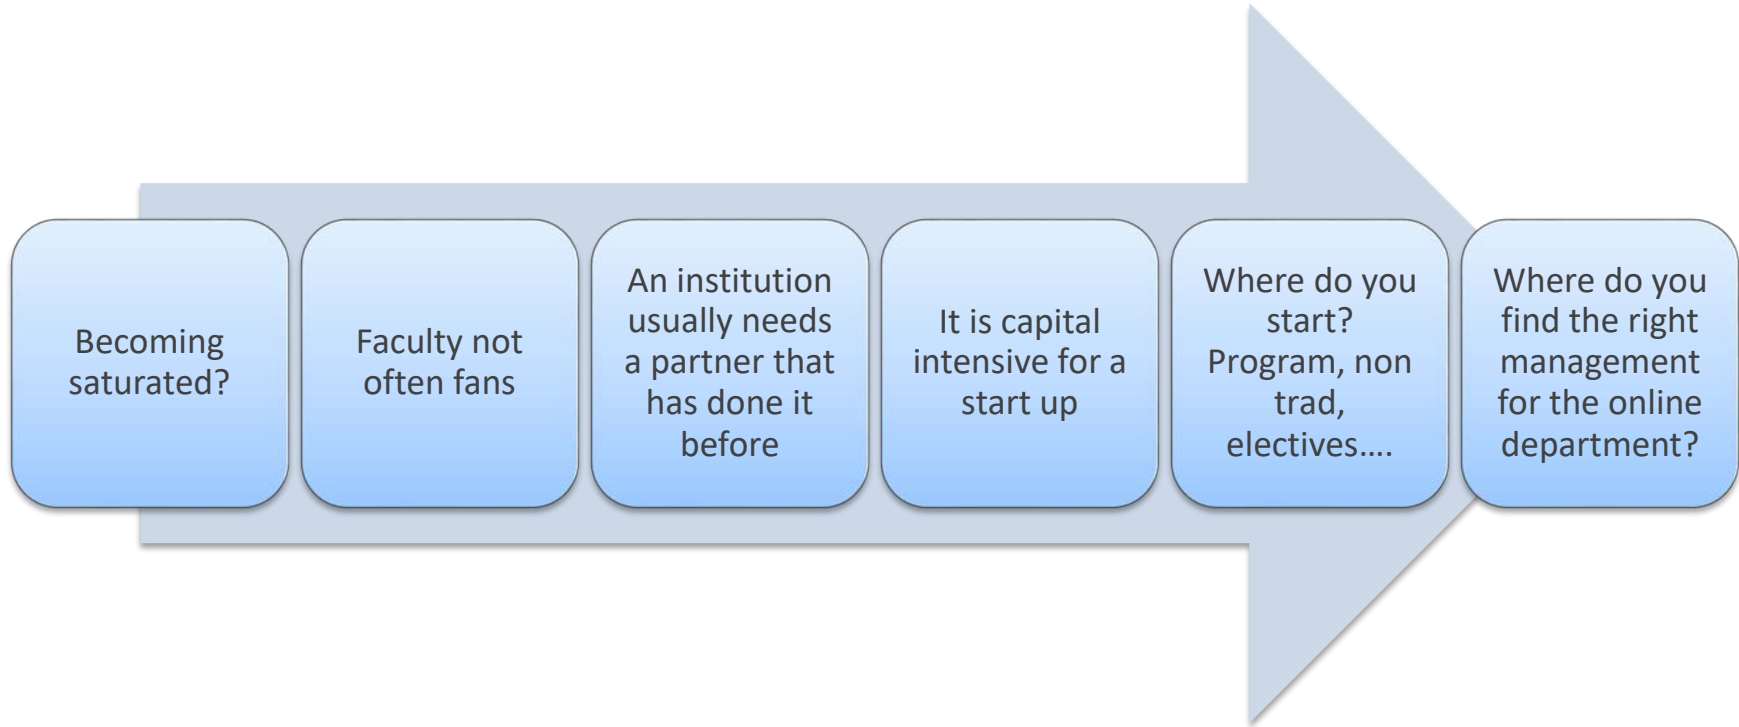 Becoming
saturated?
Faculty not
often fans
An institution
usually needs
a partner that
has done it
before
It is capital
intensive for a
start up
Where do you
start?
Program, non
trad,
electives....
Where do you
find the right
management
for the online
department?